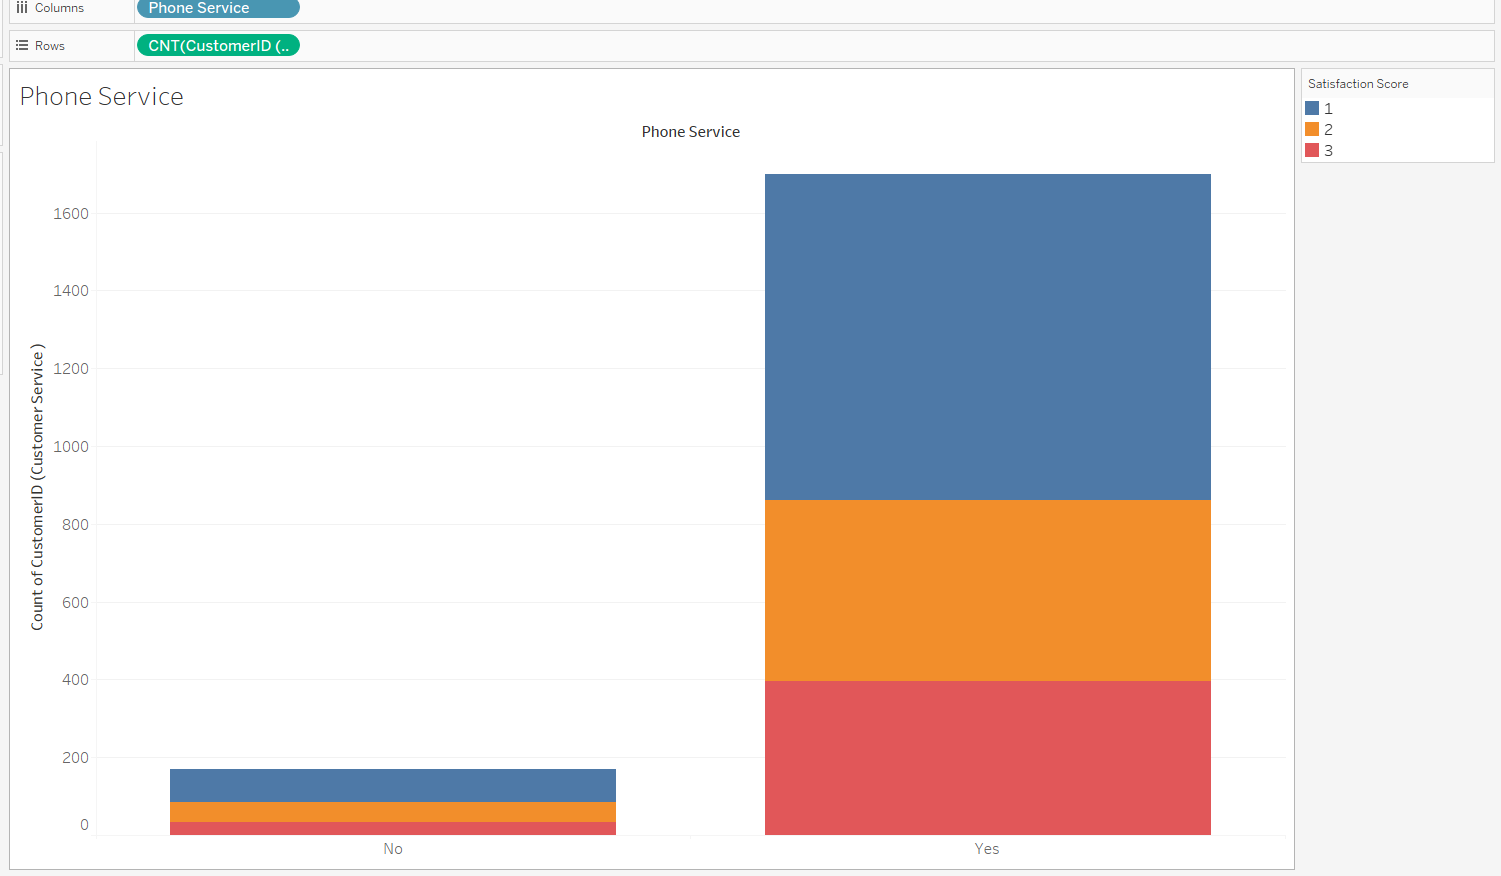 Columns
Phone Service
Rows
CNT(CustomerID (..
Phone Service
Satisfaction Score
1
2
3
Phone Service
Count of CustomerID (Customer Service )
1600
1400
1200
1000
800
600
400
200
0
No
Yes